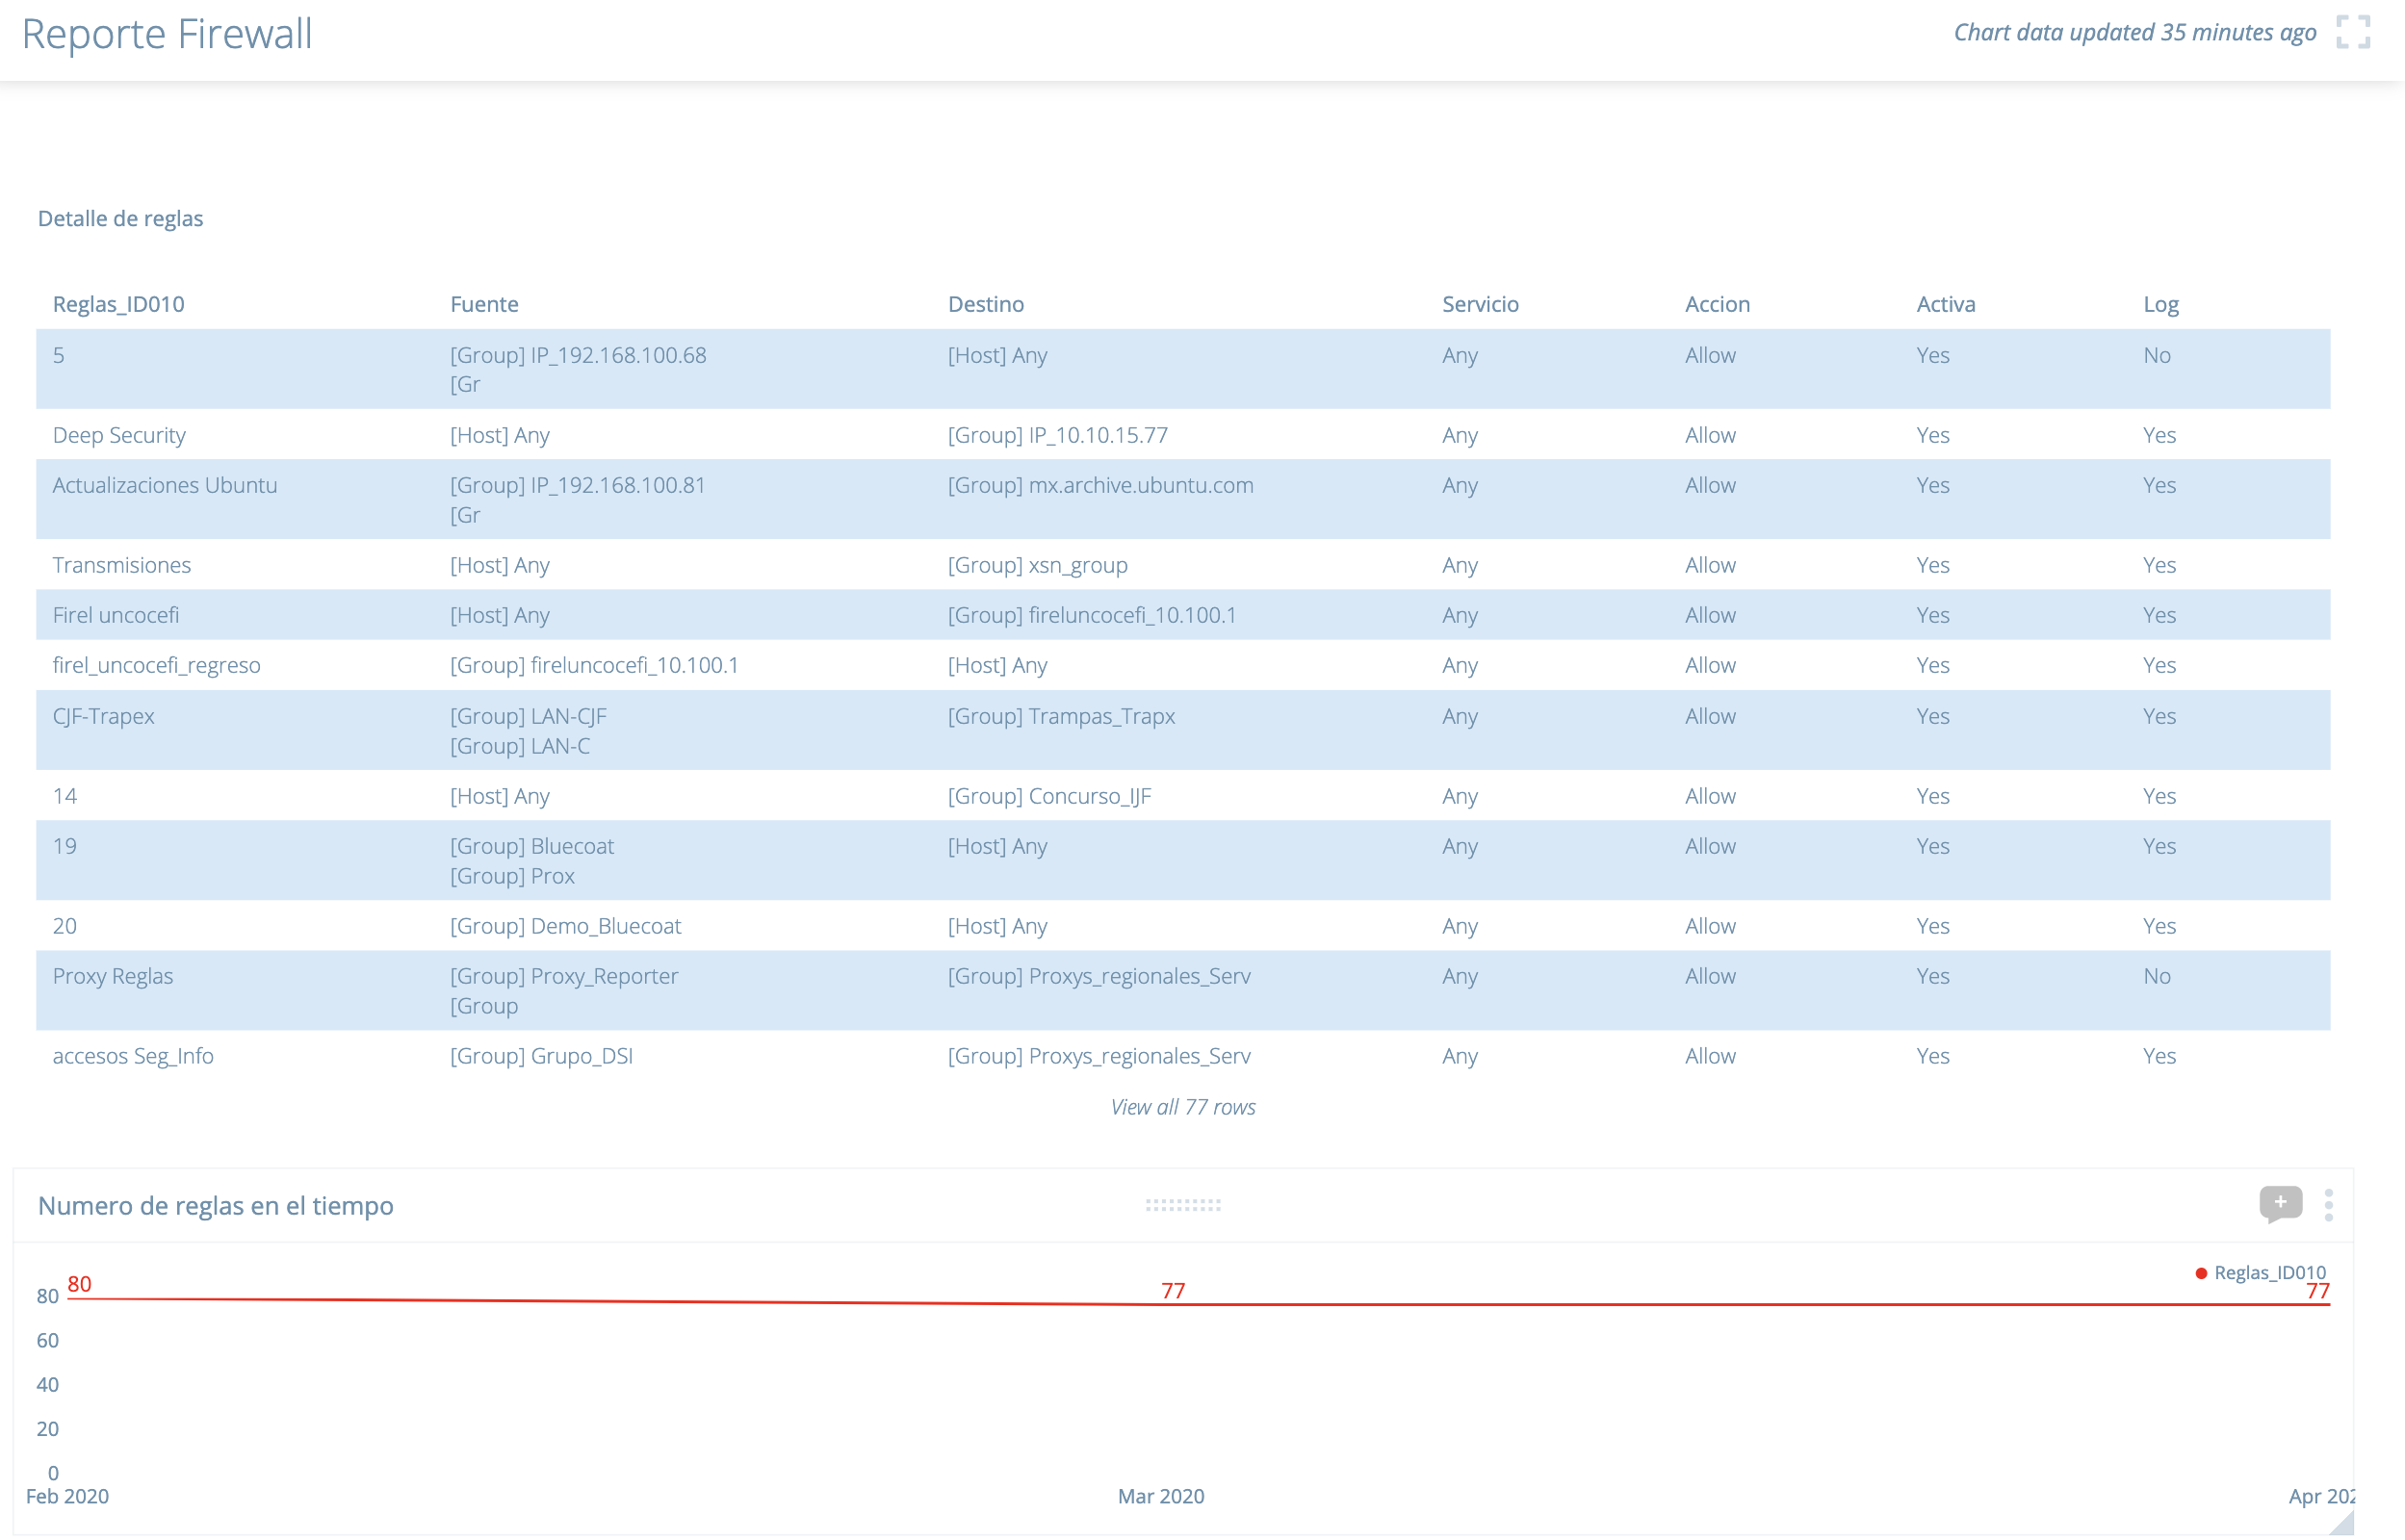 Reporte Firewall
Chart data updated 35 minutes ago
Detalle de reglas
Reglas_ID010 Fuente Destino Servicio Accion Activa Log
5 [Group] IP_192.168.100.68 [Host] Any Any Allow Yes No
[Gr
Deep Security [Host] Any [Group] IP_10.10.15.77 Any Allow Yes Yes
Actualizaciones Ubuntu [Group] IP_192.168.100.81 [Group] mx.archive.ubuntu.com Any Allow Yes Yes
[Gr
Transmisiones [Host] Any [Group] xsn_group Any Allow Yes Yes
Firel uncocefi [Host] Any [Group] fireluncocefi_10.100.1 Any Allow Yes Yes
firel_uncocefi_regreso [Group] fireluncocefi_10.100.1 [Host] Any Any Allow Yes Yes
CJF-Trapex [Group] LAN-CJF [Group] Trampas_Trapx Any Allow Yes Yes
[Group] LAN-C
14 [Host] Any [Group] Concurso_IJF Any Allow Yes Yes
19 [Group] Bluecoat [Host] Any Any Allow Yes Yes
[Group] Prox
20 [Group] Demo_Bluecoat [Host] Any Any Allow Yes Yes
Proxy Reglas [Group] Proxy_Reporter [Group] Proxys_regionales_Serv Any Allow Yes No
[Group
accesos Seg_Info [Group] Grupo_DSI [Group] Proxys_regionales_Serv Any Allow Yes Yes
View all 77 rows
Numero de reglas en el tiempo
Reglas_ID010
80 80 77 77
60
40
20
0
Feb 2020 Mar 2020 Apr 202